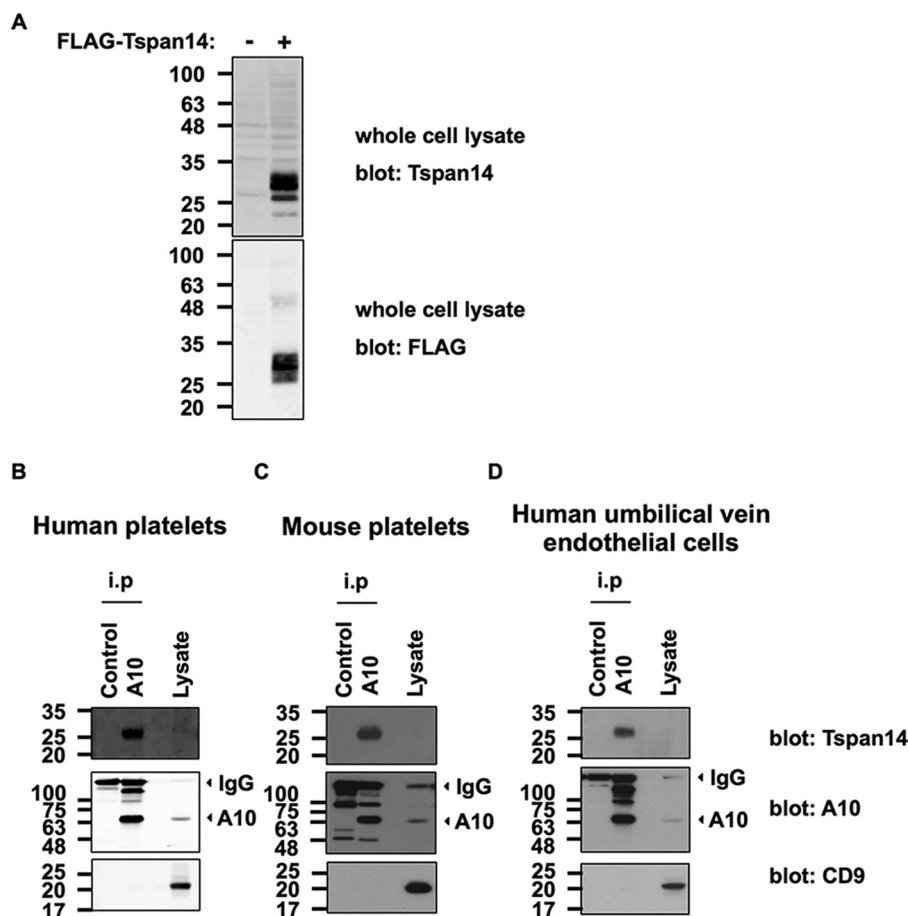 A
FLAG-Tspan14: - +
100
63
48
35
25
20
whole cell lysate
blot: Tspan14
100
63
48
35
25
20
whole cell lysate
blot: FLAG
B
Human platelets
i.p
Control
A10
Lysate
35
25
20
100
75
63
48
IgG
A10
25
20
17
C
Mouse platelets
i.p
Control
A10
Lysate
35
25
20
100
75
63
48
IgG
A10
25
20
17
D
Human umbilical vein
endothelial cells
i.p
Control
A10
Lysate
35
25
20
100
75
63
48
IgG
A10
25
20
17
blot: Tspan14
blot: A10
blot: CD9